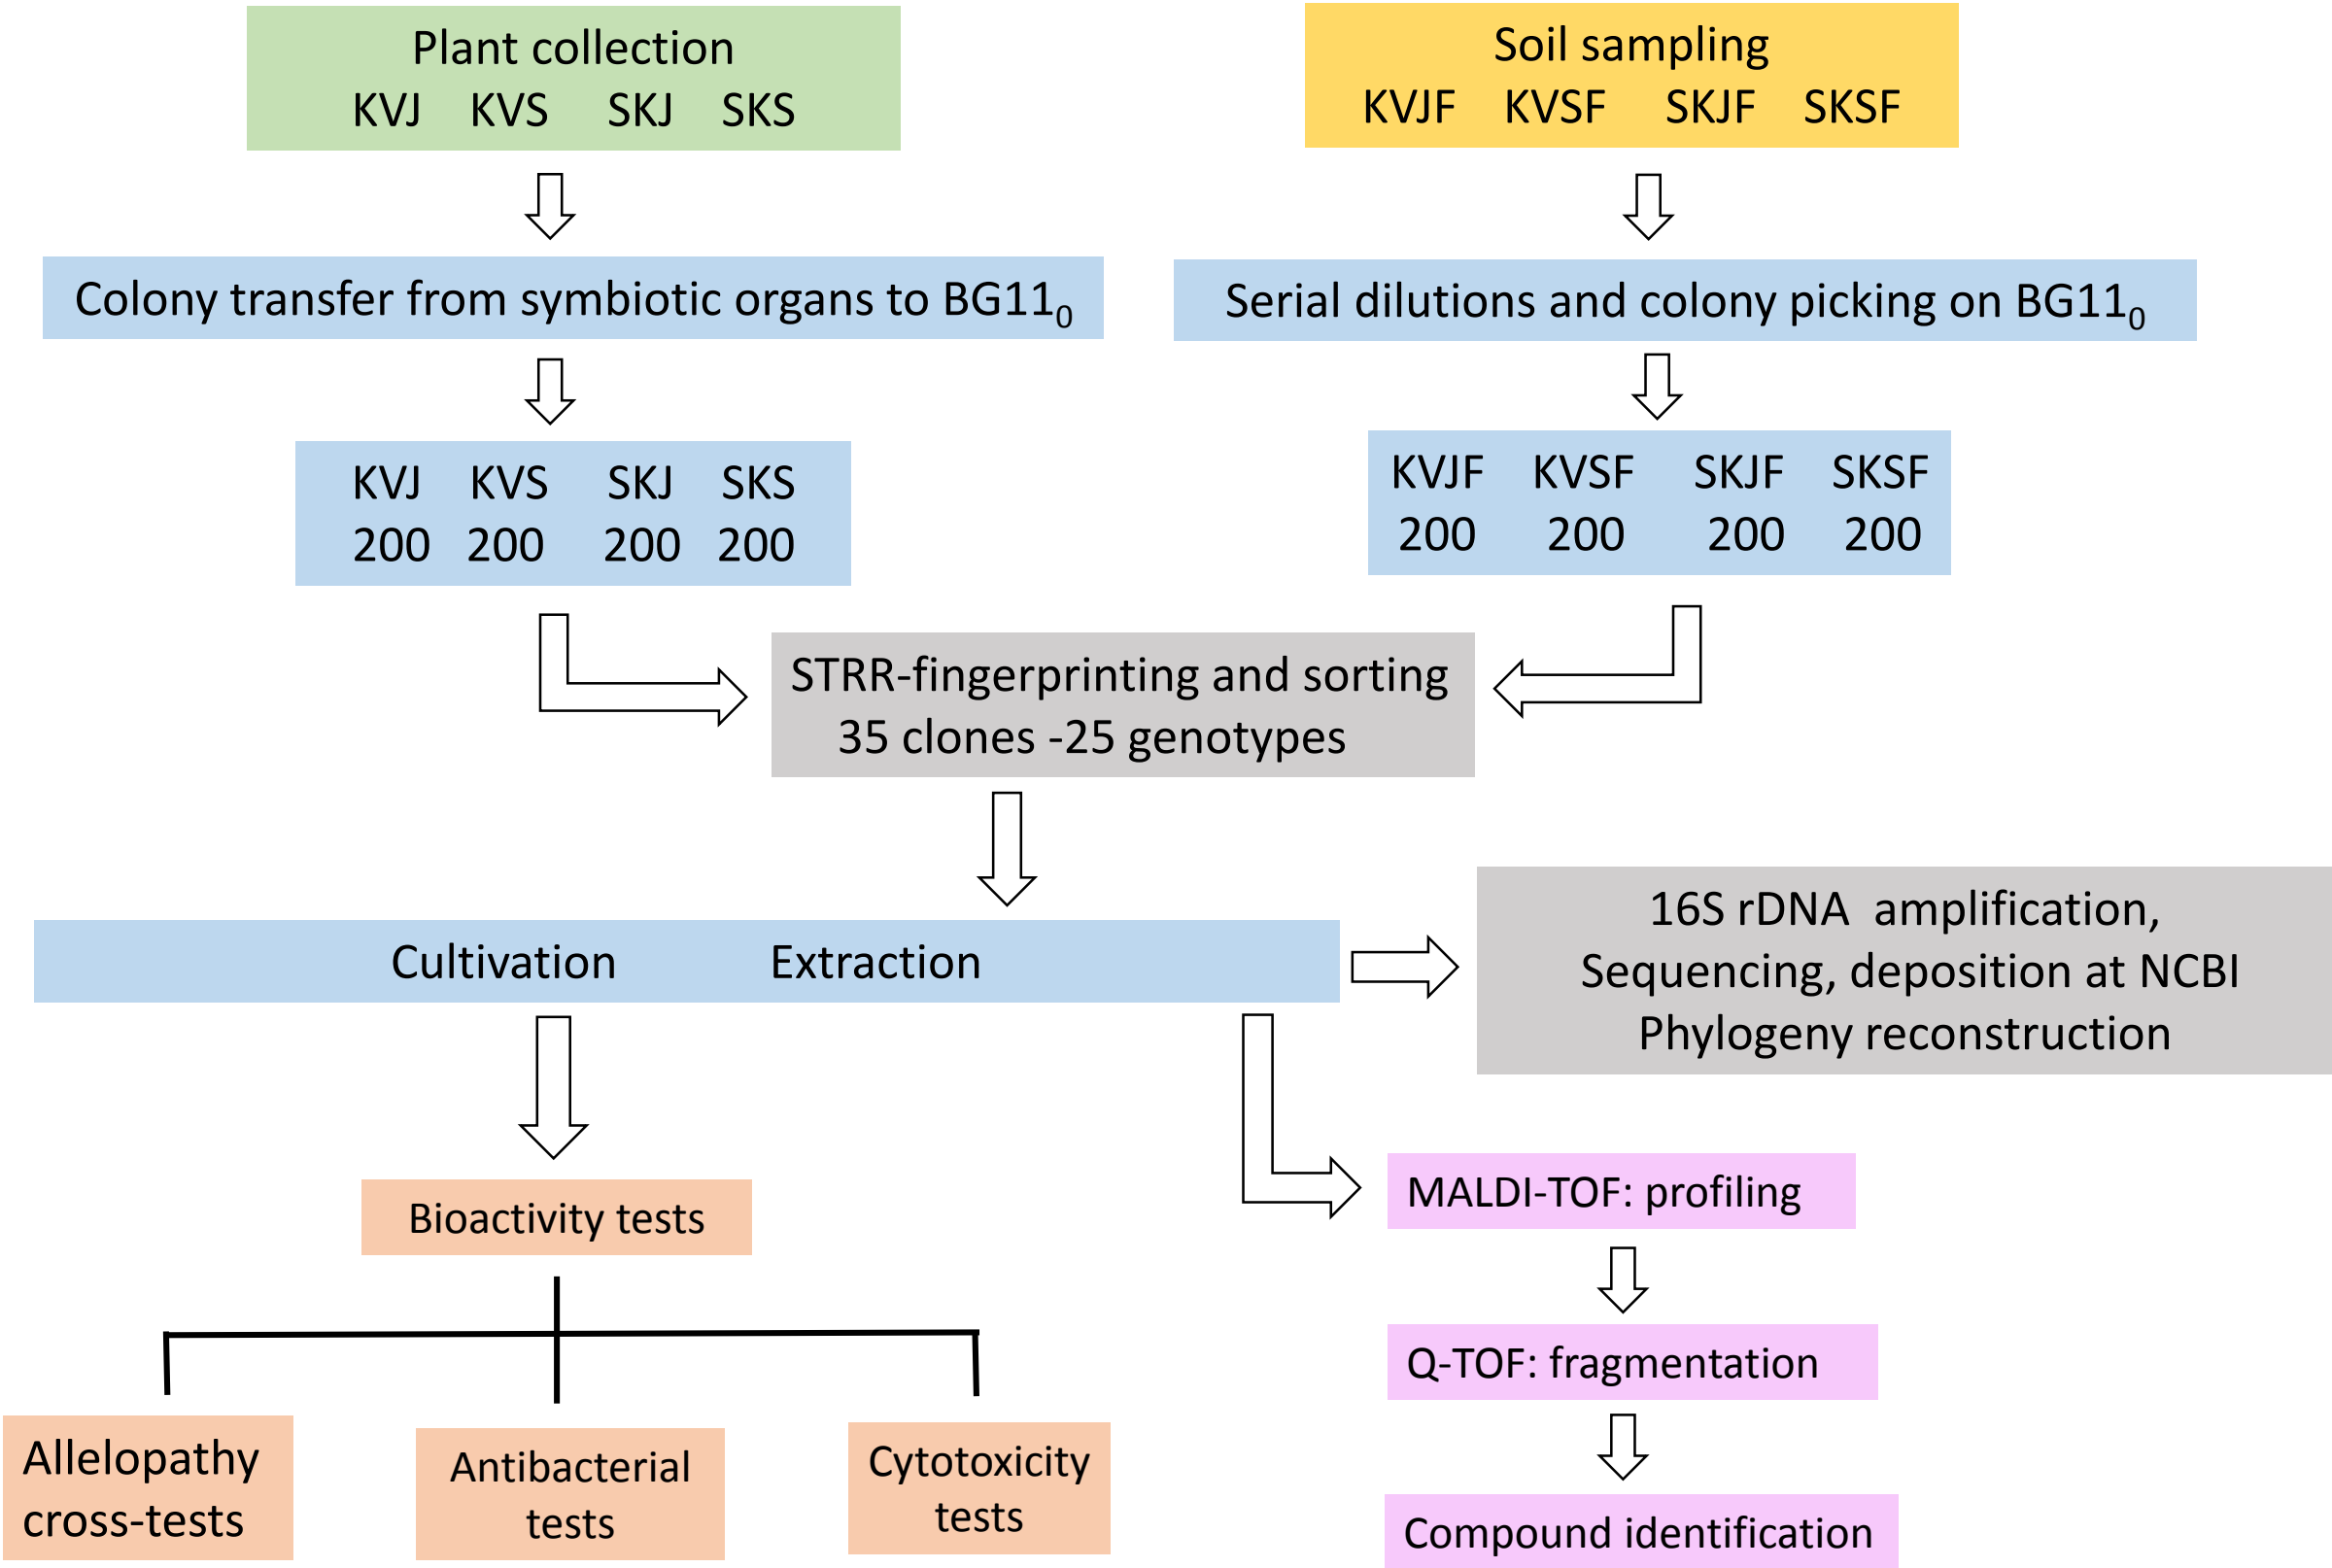 Plant collection
KVJ KVS SKJ SKS
Soil sampling
KVJF KVSF SKJF SKSF
Colony transfer from symbiotic organs to BG11₀
Serial dilutions and colony picking on BG11₀
KVJ KVS SKJ SKS
200 200 200 200
KVJF KVSF SKJF SKSF
200 200 200 200
STRR-fingerprinting and sorting
35 clones -25 genotypes
Cultivation Extraction
16S rDNA amplification,
Sequencing, deposition at NCBI
Phylogeny reconstruction
Bioactivity tests
MALDI-TOF: profiling
Q-TOF: fragmentation
Compound identification
Allelopathy
cross-tests
Antibacterial
tests
Cytotoxicity
tests